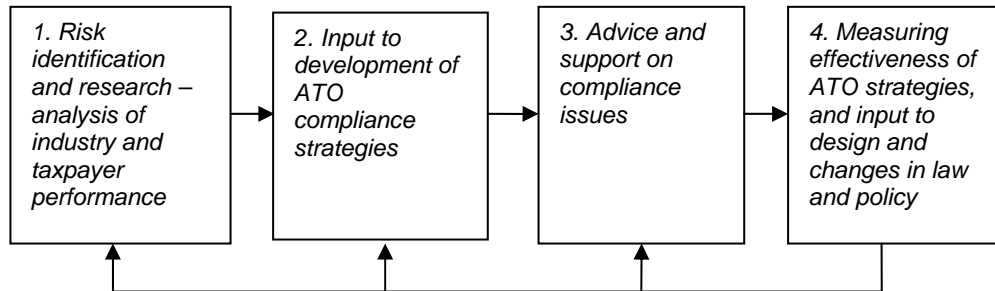 1. Risk
identification
and research –
analysis of
industry and
taxpayer
performance
2. Input to
development of
ATO
compliance
strategies
3. Advice and
support on
compliance
issues
4. Measuring
effectiveness of
ATO strategies,
and input to
design and
changes in law
and policy